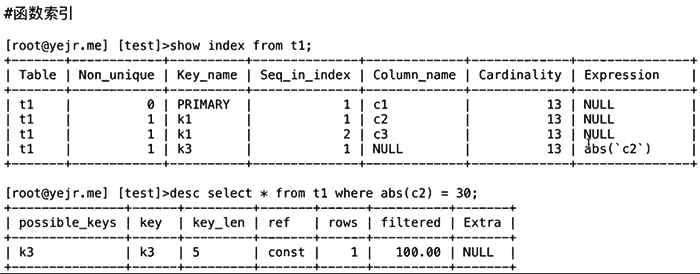 #函数索引
[root@yejr.me] [test]>show index from t1;
+-------+------------+----------+--------------+-------------+-------------+------------+
| Table | Non_unique | Key_name | Seq_in_index | Column_name | Cardinality | Expression |
+-------+------------+----------+--------------+-------------+-------------+------------+
| t1 | 0 | PRIMARY | 1 | c1 | 13 | NULL |
| t1 | 1 | k1 | 1 | c2 | 13 | NULL |
| t1 | 1 | k1 | 2 | c3 | 13 | NULL |
| t1 | 1 | k3 | 1 | NULL | 13 | abs(`c2`) |
+-------+------------+----------+--------------+-------------+-------------+------------+
[root@yejr.me] [test]>desc select * from t1 where abs(c2) = 30;
+---------------+------+---------+-------+------+----------+-------+
| possible_keys | key | key_len | ref | rows | filtered | Extra |
+---------------+------+---------+-------+------+----------+-------+
| k3 | k3 | 5 | const | 1 | 100.00 | NULL |
+---------------+------+---------+-------+------+----------+-------+